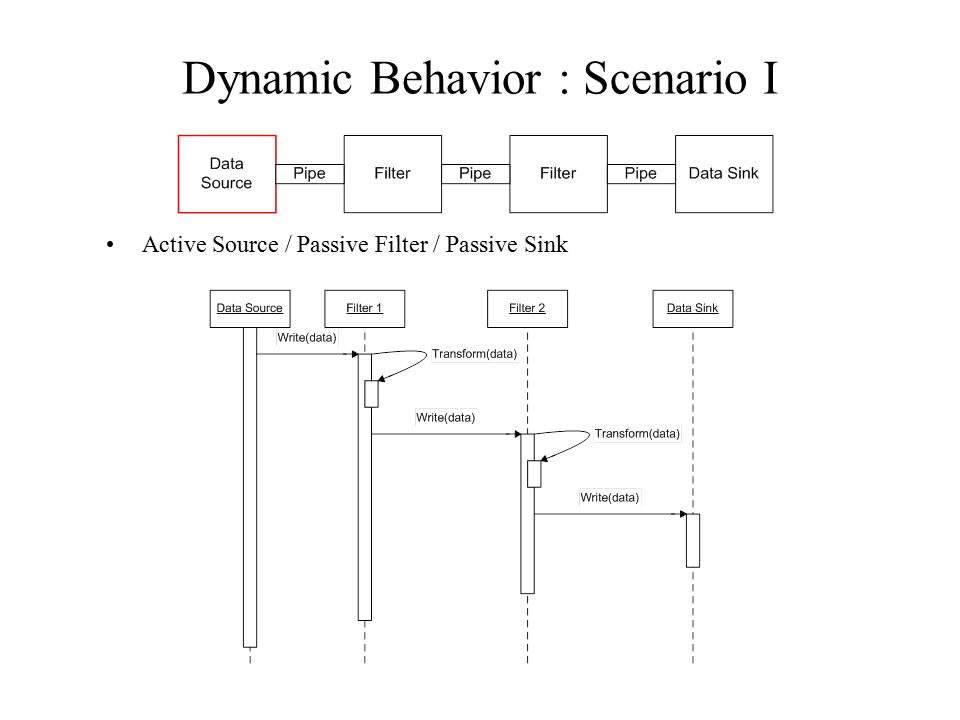 Dynamic Behavior : Scenario I
Data
Source
Pipe
Filter
Pipe
Filter
Pipe
Data Sink
• Active Source / Passive Filter / Passive Sink
Data Source
Filter 1
Filter 2
Data Sink
Write(data)
Transform(data)
Write(data)
Transform(data)
Write(data)